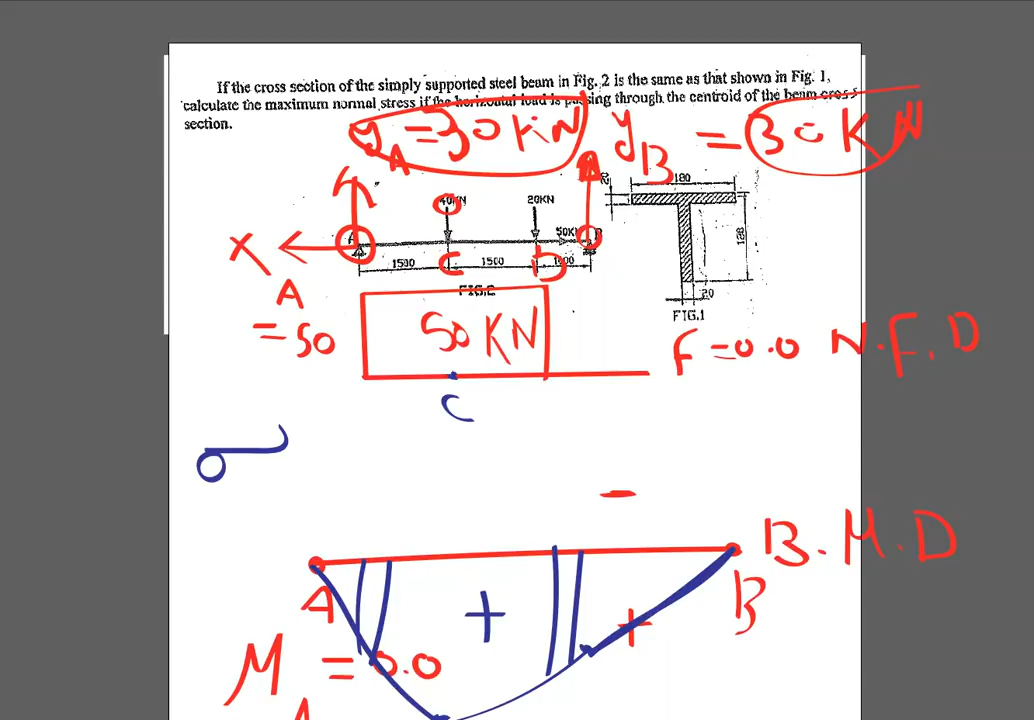 If the cross section of the simply supported steel beam in Fig. 2 is the same as that shown in Fig. 1,
calculate the maximum normal stress if the horizontal load is passing through the centroid of the beam cross
section.
yA = 30 KN yB = 30 KN
20KN
180
20
A
50KN
128
X
A
= 50
1500
1500
1000
C
D
FIG.2
20
FIG.1
50 KN
F = 0.0 N.F.D
C
σ
-
B.M.D
A
+
+
B
M = 0.0
A